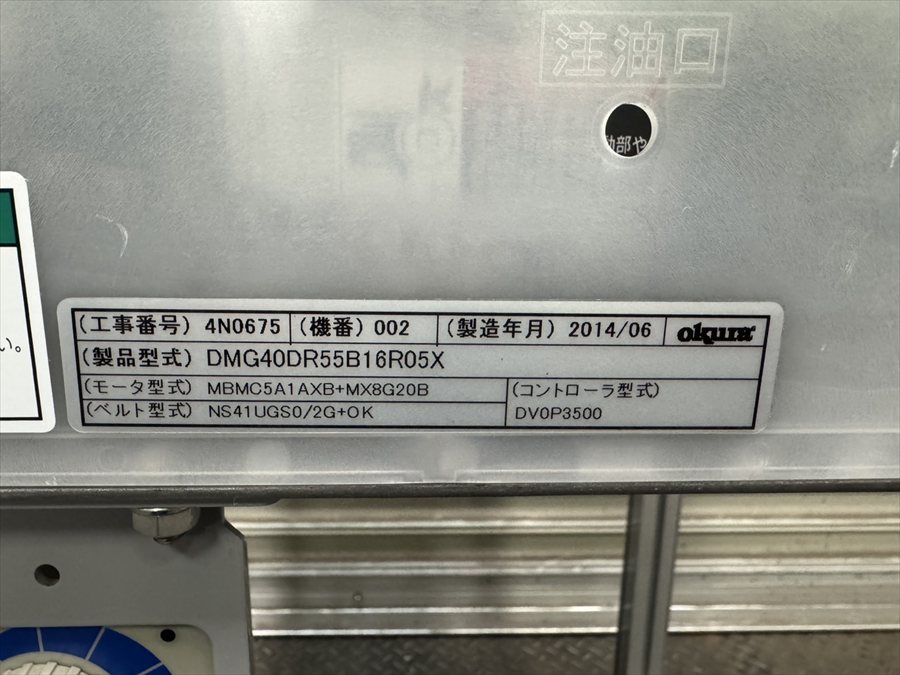 注油口
動部や
い。
(工事番号) 4N0675 (機番) 002 (製造年月) 2014/06 okura
(製品型式) DMG40DR55B16R05X
(モータ型式) MBMC5A1AXB+MX8G20B (コントローラ型式)
(ベルト型式) NS41UGS0/2G+OK DV0P3500